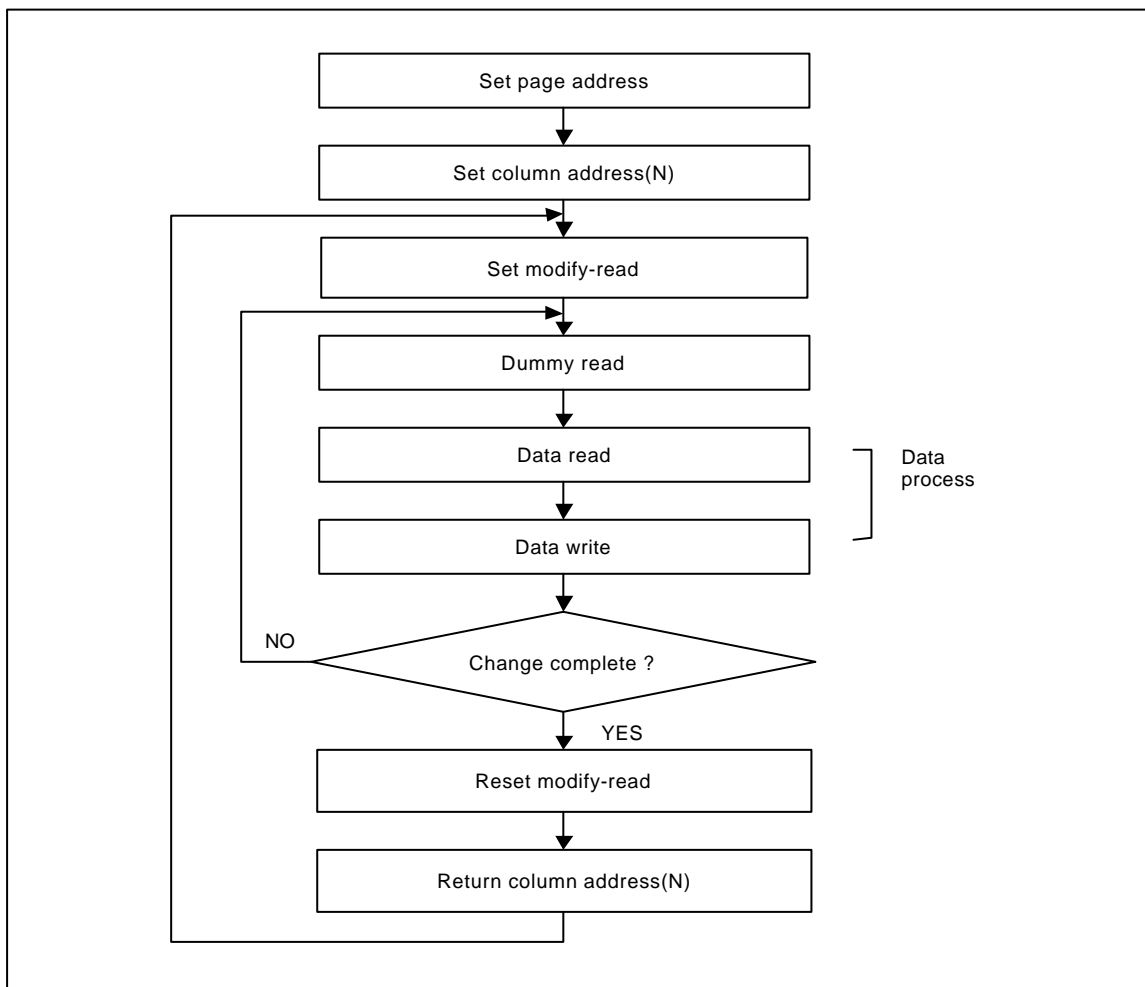 Set page address
Set column address(N)
Set modify-read
Dummy read
Data read
Data
process
Data write
NO
Change complete ?
YES
Reset modify-read
Return column address(N)